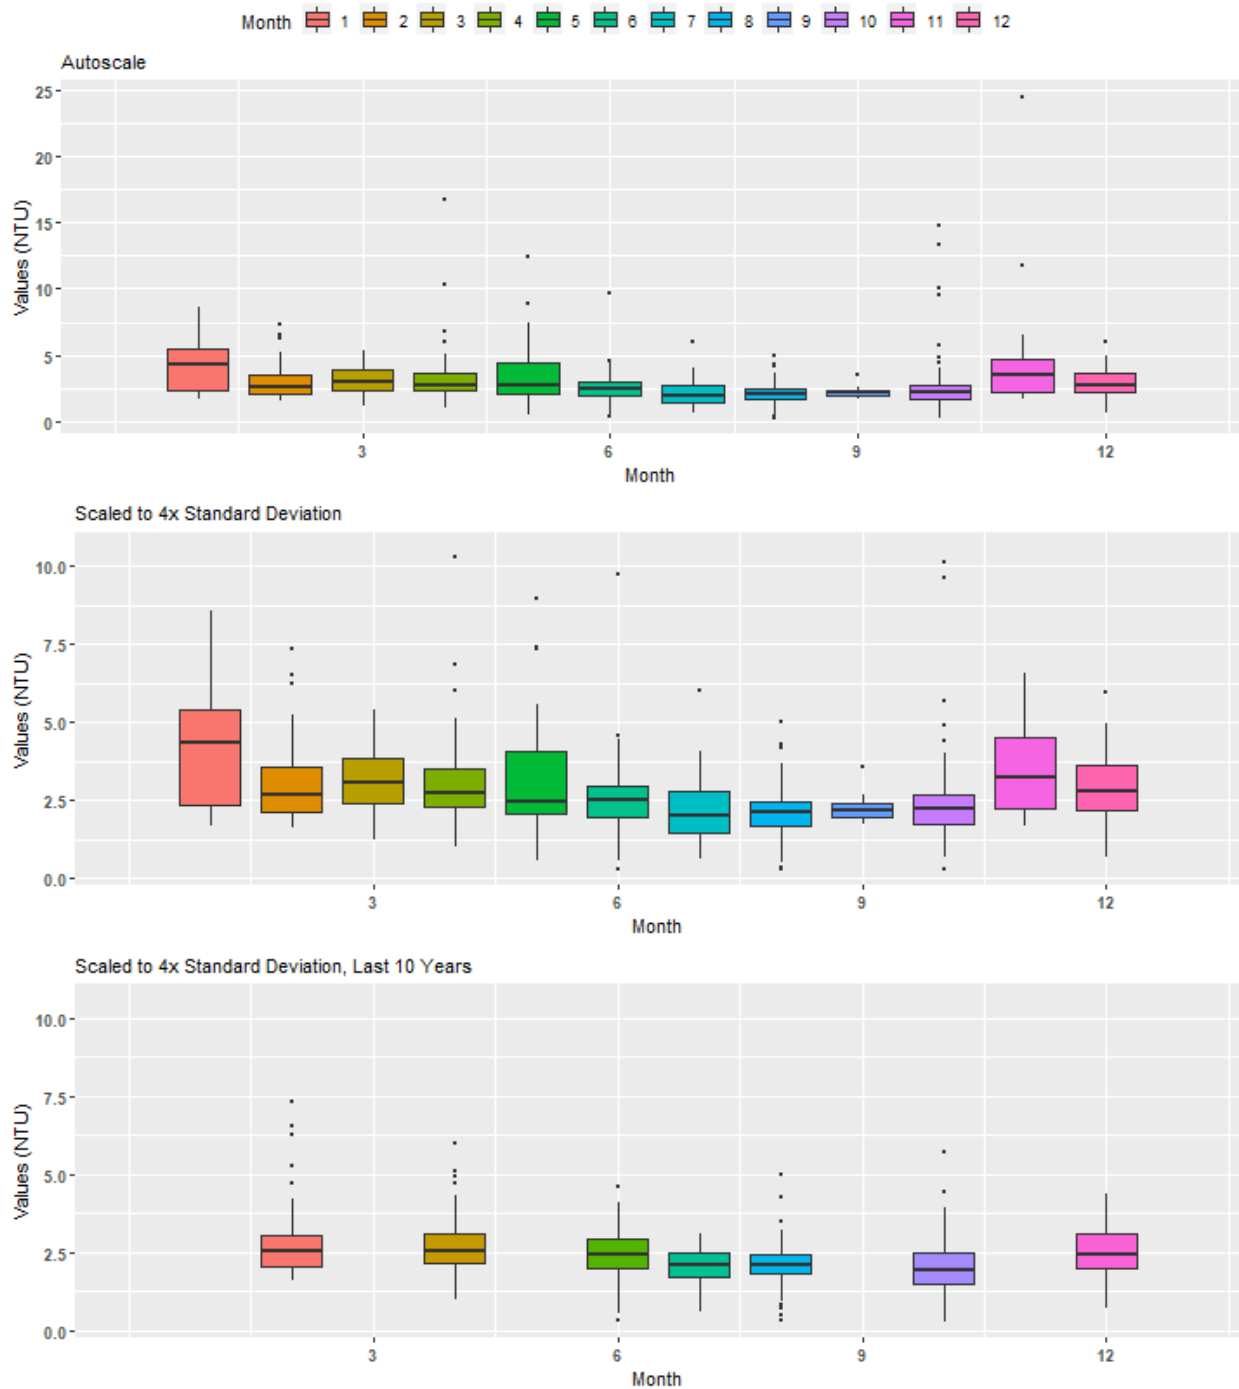 Month 1 2 3 4 5 6 7 8 9 10 11 12
Autoscale
Values (NTU)
25
20
15
10
5
0
3 6 9 12
Month
Scaled to 4x Standard Deviation
Values (NTU)
10.0
7.5
5.0
2.5
0.0
3 6 9 12
Month
Scaled to 4x Standard Deviation, Last 10 Years
Values (NTU)
10.0
7.5
5.0
2.5
0.0
3 6 9 12
Month